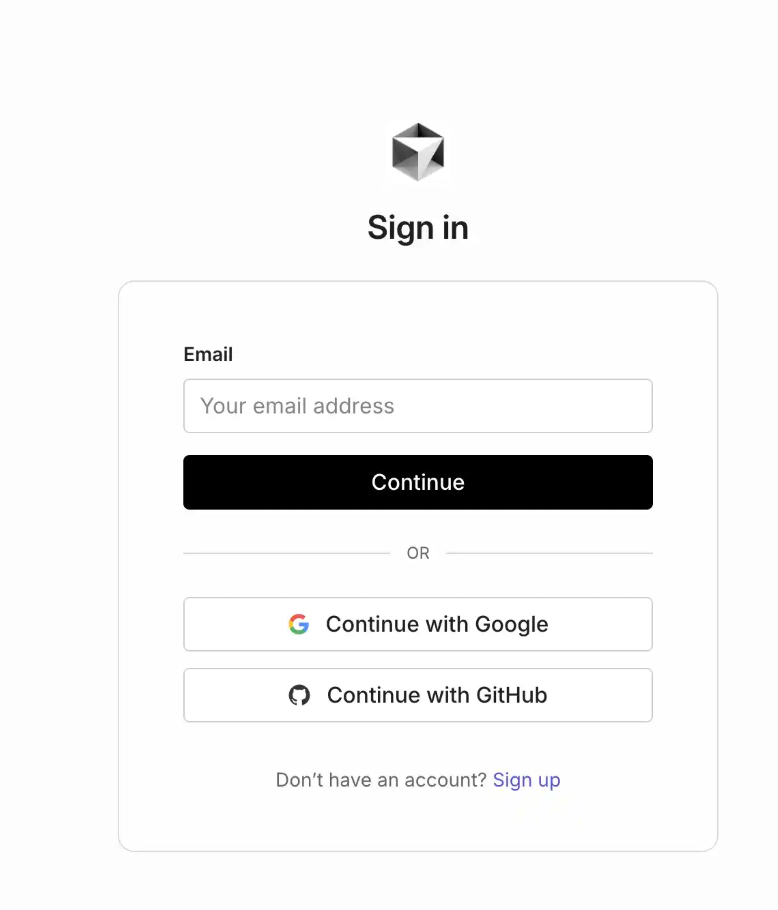 Sign in
Email
Your email address
Continue
OR
Continue with Google
Continue with GitHub
Don’t have an account? Sign up